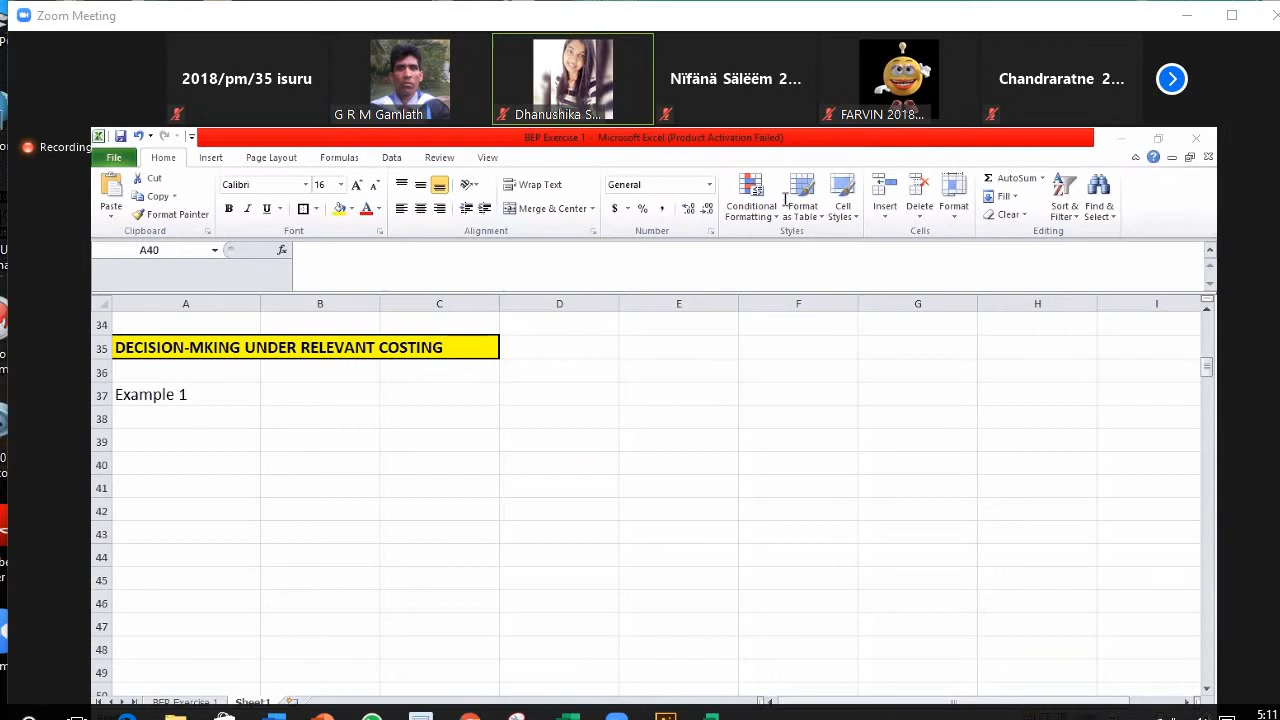 Zoom Meeting
2018/pm/35 isuru
G R M Gamlath
Dhanushika S...
Nïfänä Sälëëm 2...
FARVIN 2018...
Chandraratne 2...
Recording
BEP Exercise 1 - Microsoft Excel (Product Activation Failed)
File Home Insert Page Layout Formulas Data Review View
Paste
Cut
Copy
Format Painter
Clipboard
Calibri 16
B I U
Font
Wrap Text
Merge & Center
Alignment
General
$ % ,
Number
Conditional Formatting
Format as Table
Cell Styles
Styles
Insert
Delete
Format
Cells
Σ AutoSum
Fill
Clear
Sort & Filter
Find & Select
Editing
A40 fx
A B C D E F G H I
34
35 DECISION-MKING UNDER RELEVANT COSTING
36
37 Example 1
38
39
40
41
42
43
44
45
46
47
48
49
50
BEP Exercise 1 Sheet1
5:11